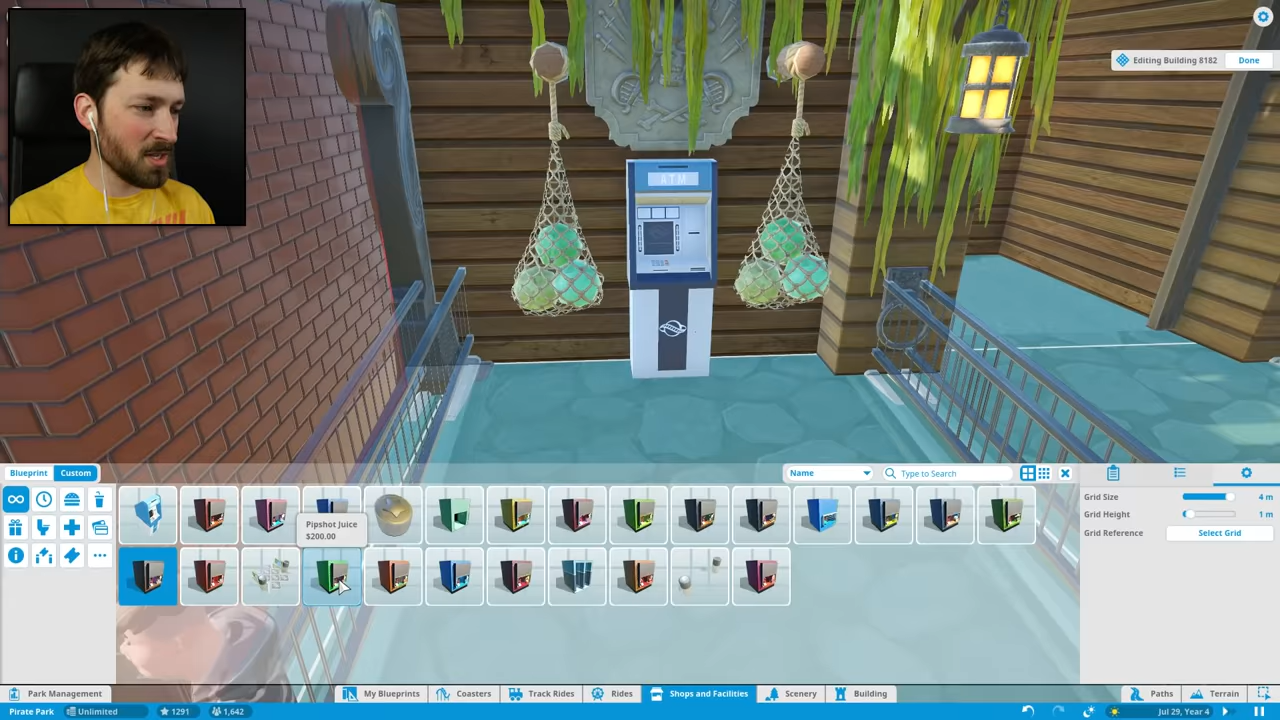 Editing Building 8182 Done
ATM
Blueprint Custom
Name
Type to Search
Pipshot Juice
$200.00
Grid Size 4 m
Grid Height 1 m
Grid Reference Select Grid
Park Management
My Blueprints Coasters Track Rides Rides Shops and Facilities Scenery Building Paths Terrain
Pirate Park Unlimited 1291 1,642 Jul 29, Year 4